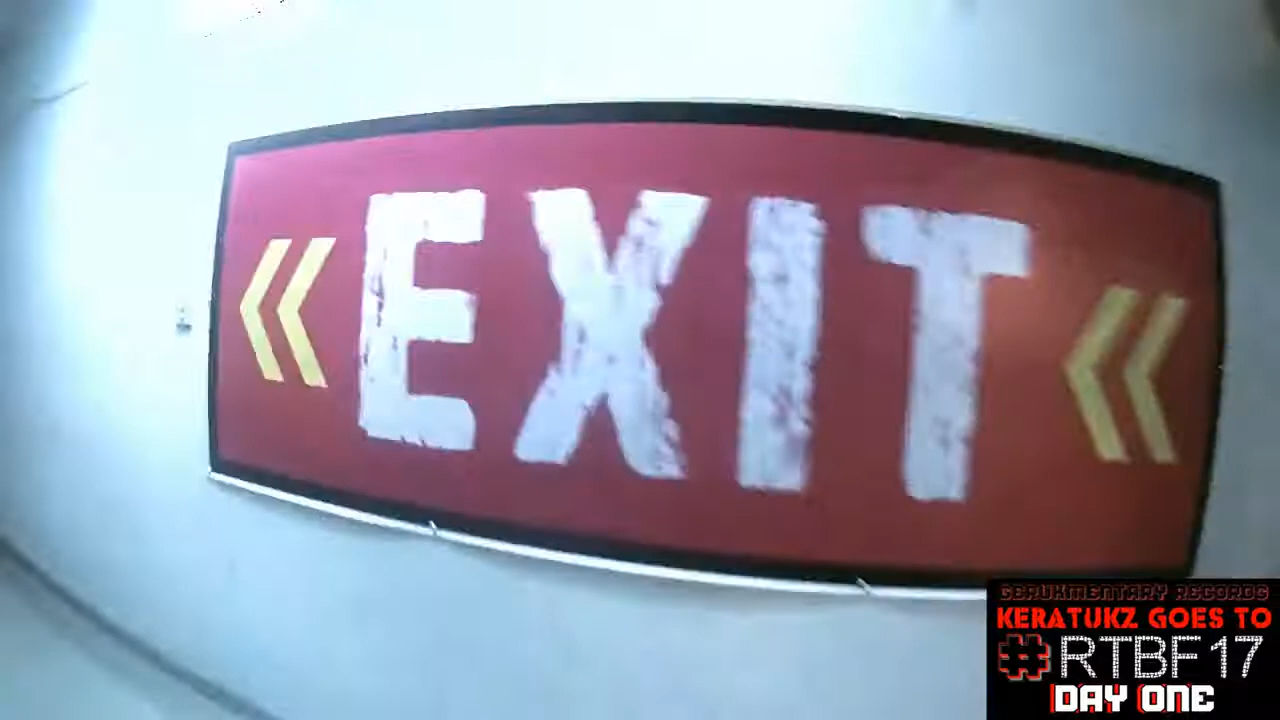 « EXIT «
GERUKMENTARY RECORDS
KERATUKZ GOES TO
#RTBF17
DAY ONE